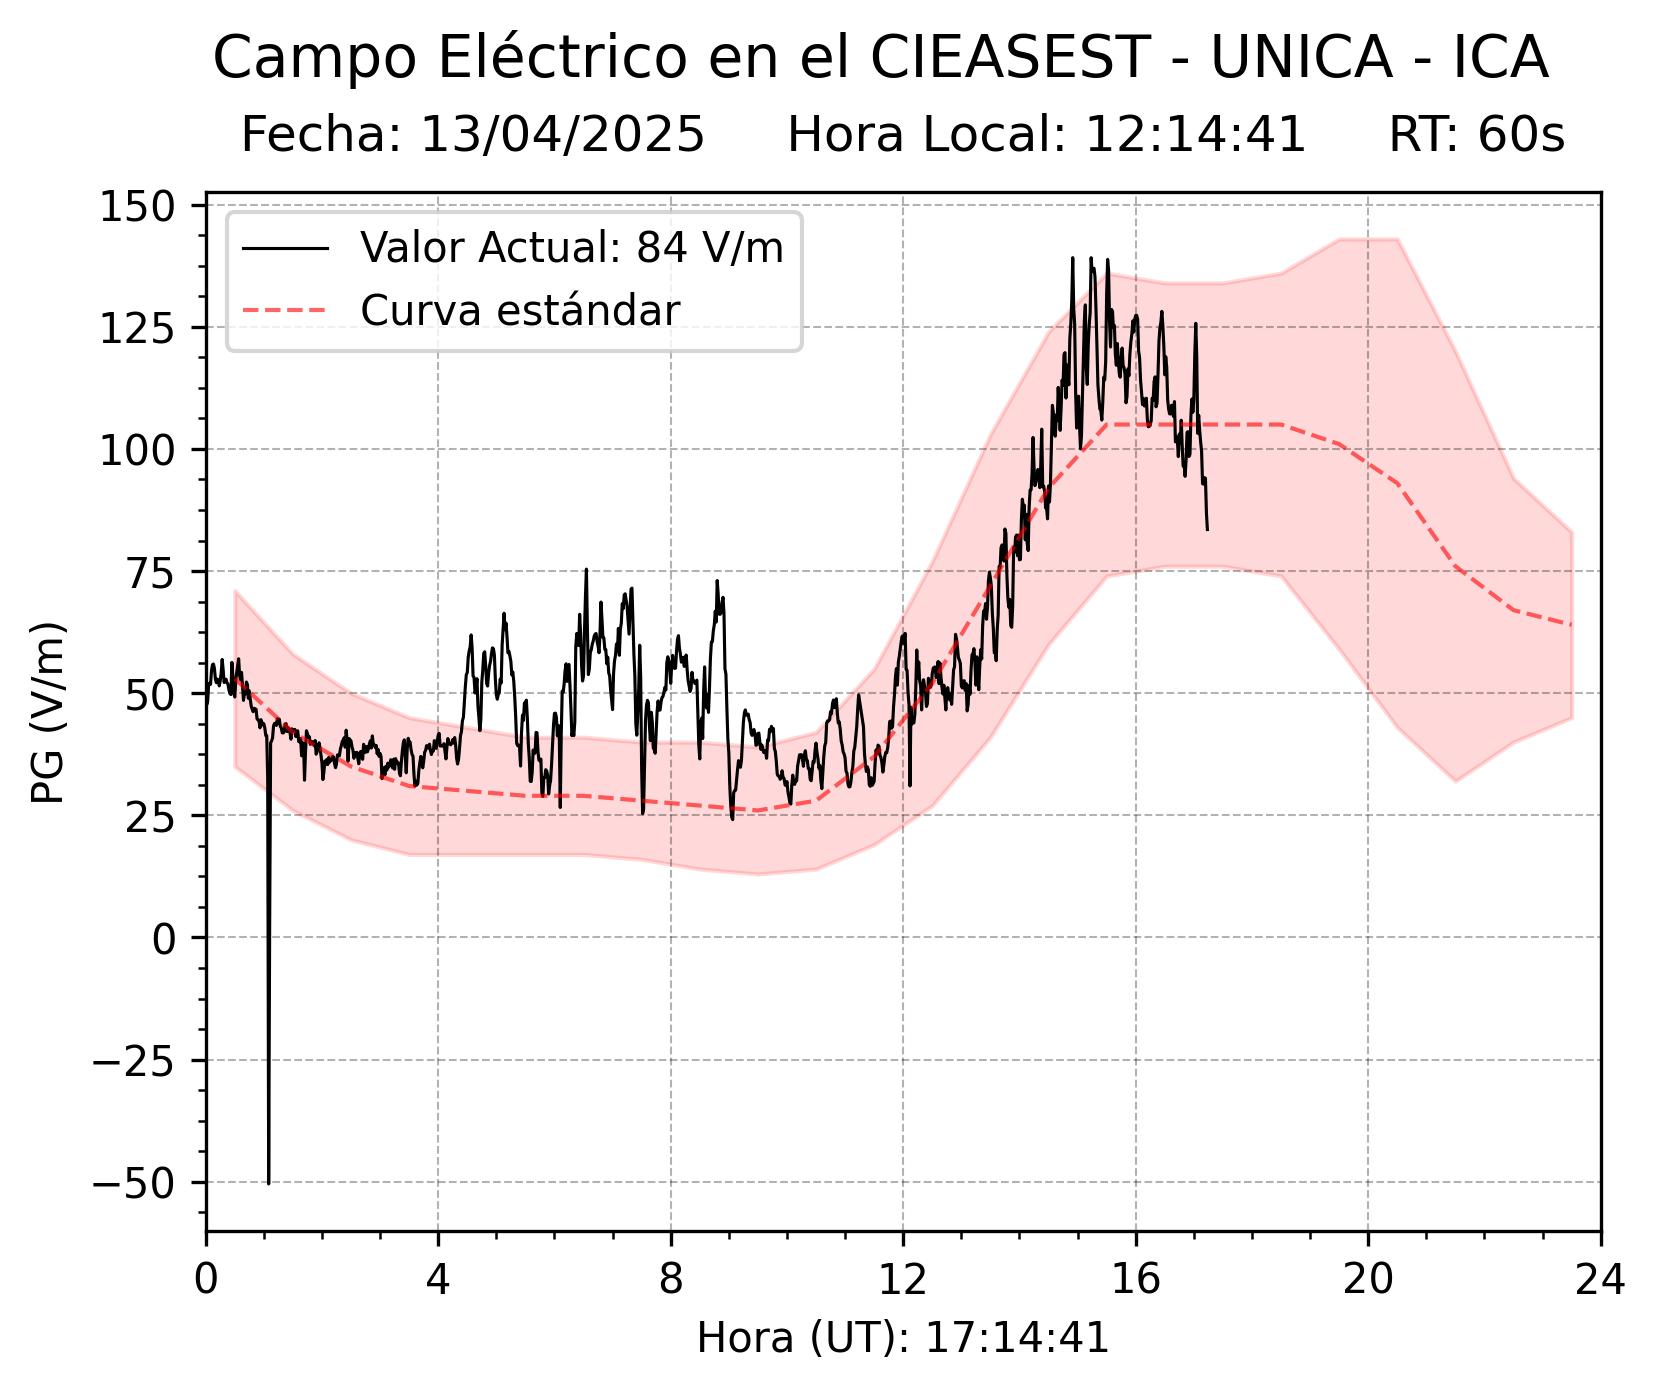 Campo Eléctrico en el CIEASEST - UNICA - ICA
Fecha: 13/04/2025 Hora Local: 12:14:41 RT: 60s
Valor Actual: 84 V/m
Curva estándar
PG (V/m)
150
125
100
75
50
25
0
−25
−50
0 4 8 12 16 20 24
Hora (UT): 17:14:41